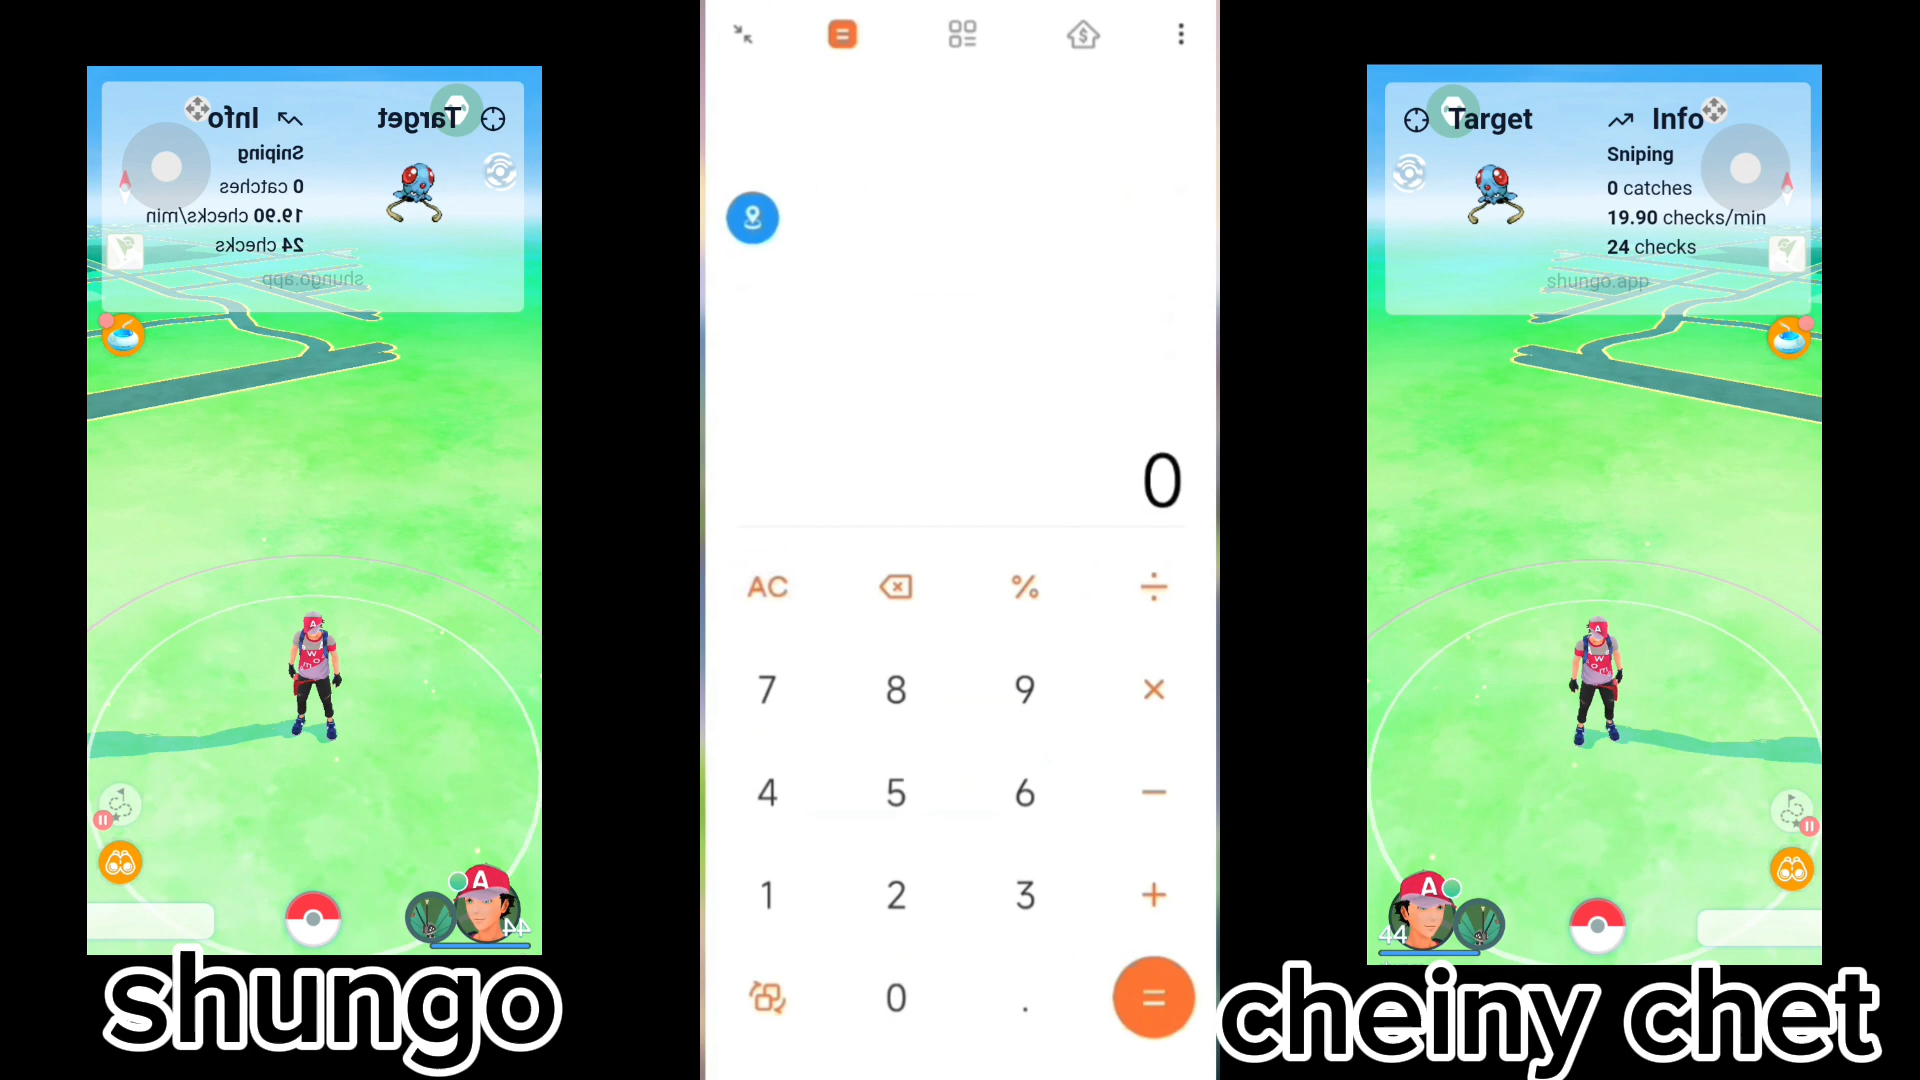 Info Target
Sniping
0 catches
19.90 checks/min
24 checks
shungo.app
A
W
44
shungo
0
AC % ÷
7 8 9 ×
4 5 6 −
1 2 3 +
0 . =
Target Info
Sniping
0 catches
19.90 checks/min
24 checks
shungo.app
A
W
44
cheiny chet